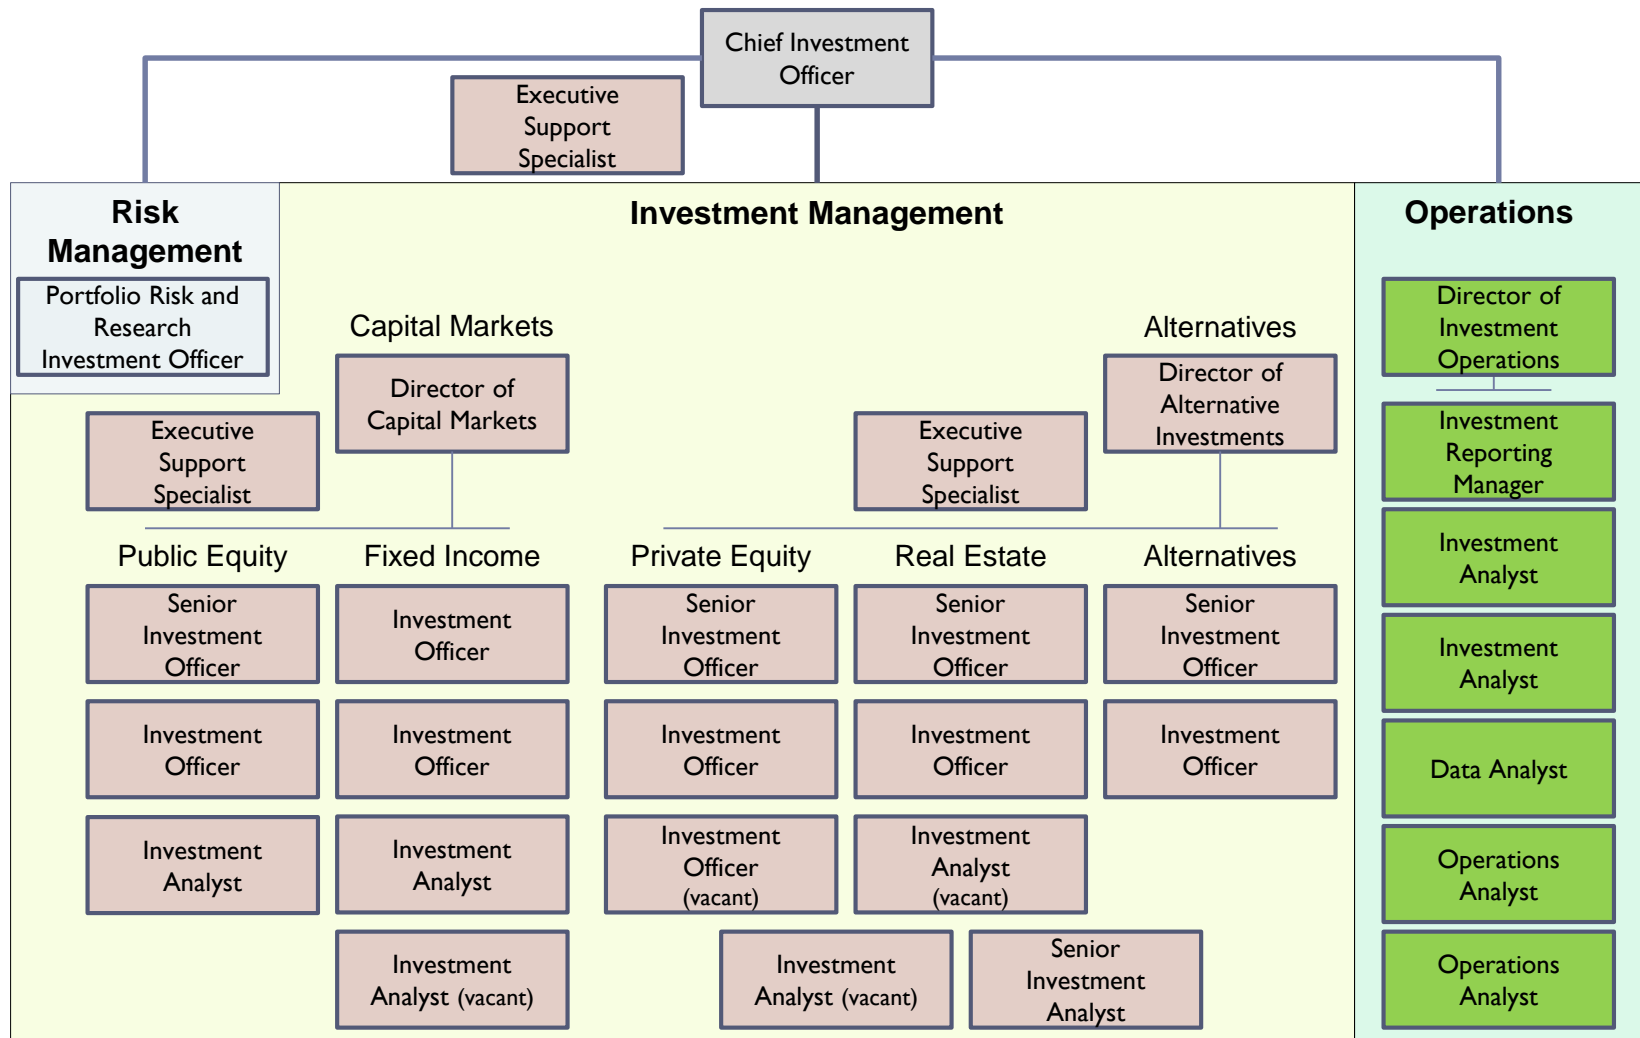 Chief Investment
Officer
Executive
Support
Specialist
Risk
Management
Portfolio Risk and
Research
Investment Officer
Investment Management
Capital Markets
Director of
Capital Markets
Executive
Support
Specialist
Public Equity
Senior
Investment
Officer
Investment
Officer
Investment
Analyst
Fixed Income
Investment
Officer
Investment
Officer
Investment
Analyst
Investment
Analyst (vacant)
Alternatives
Director of
Alternative
Investments
Executive
Support
Specialist
Private Equity
Senior
Investment
Officer
Investment
Officer
Investment
Officer
(vacant)
Real Estate
Senior
Investment
Officer
Investment
Officer
Investment
Analyst
(vacant)
Alternatives
Senior
Investment
Officer
Investment
Officer
Investment
Analyst (vacant)
Senior
Investment
Analyst
Operations
Director of
Investment
Operations
Investment
Reporting
Manager
Investment
Analyst
Investment
Analyst
Data Analyst
Operations
Analyst
Operations
Analyst